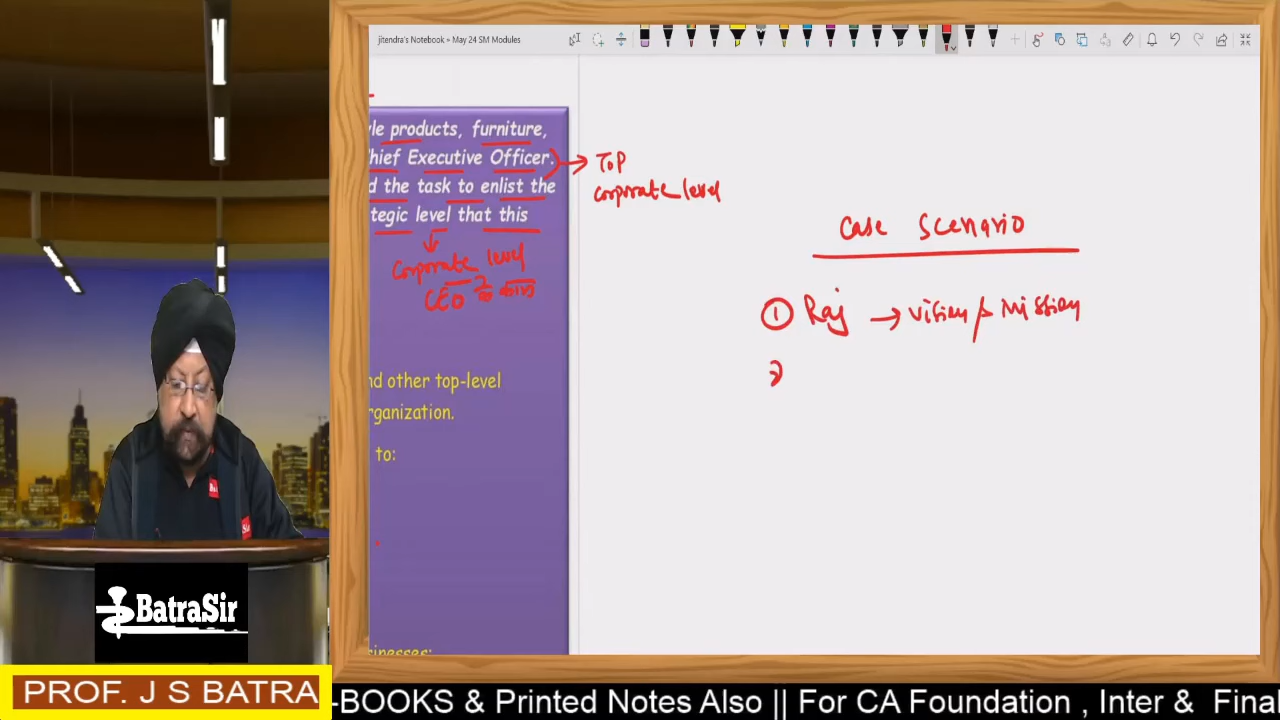 jitendra's Notebook » May 24 SM Modules
yle products, furniture,
hief Executive Officer.
d the task to enlist the
tegic level that this
TOP
corporate level
corporate level
CEO
Case Scenario
① Raj → vision / mission
2
nd other top-level
rganization.
to:
sinesses:
BatraSir
PROF. J S BATRA
-BOOKS & Printed Notes Also || For CA Foundation , Inter & Final